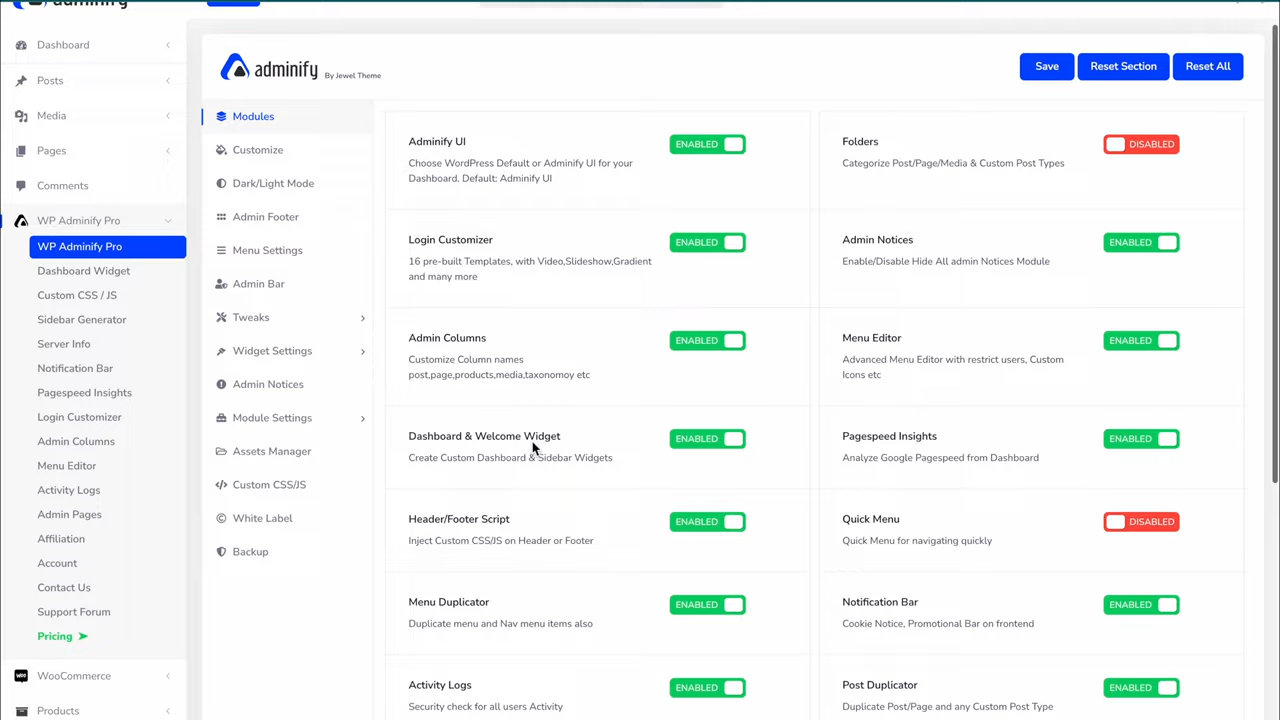 Dashboard
Posts
Media
Pages
Comments
WP Adminify Pro
WP Adminify Pro
Dashboard Widget
Custom CSS / JS
Sidebar Generator
Server Info
Notification Bar
Pagespeed Insights
Login Customizer
Admin Columns
Menu Editor
Activity Logs
Admin Pages
Affiliation
Account
Contact Us
Support Forum
Pricing
WooCommerce
Products
adminify By Jewel Theme
Save
Reset Section
Reset All
Modules
Customize
Dark/Light Mode
Admin Footer
Menu Settings
Admin Bar
Tweaks
Widget Settings
Admin Notices
Module Settings
Assets Manager
Custom CSS/JS
White Label
Backup
Adminify UI
ENABLED
Choose WordPress Default or Adminify UI for your
Dashboard. Default: Adminify UI
Folders
DISABLED
Categorize Post/Page/Media & Custom Post Types
Login Customizer
ENABLED
16 pre-built Templates, with Video,Slideshow,Gradient
and many more
Admin Notices
ENABLED
Enable/Disable Hide All admin Notices Module
Admin Columns
ENABLED
Customize Column names
post,page,products,media,taxonomoy etc
Menu Editor
ENABLED
Advanced Menu Editor with restrict users, Custom
Icons etc
Dashboard & Welcome Widget
ENABLED
Create Custom Dashboard & Sidebar Widgets
Pagespeed Insights
ENABLED
Analyze Google Pagespeed from Dashboard
Header/Footer Script
ENABLED
Inject Custom CSS/JS on Header or Footer
Quick Menu
DISABLED
Quick Menu for navigating quickly
Menu Duplicator
ENABLED
Duplicate menu and Nav menu items also
Notification Bar
ENABLED
Cookie Notice, Promotional Bar on frontend
Activity Logs
ENABLED
Security check for all users Activity
Post Duplicator
ENABLED
Duplicate Post/Page and any Custom Post Type